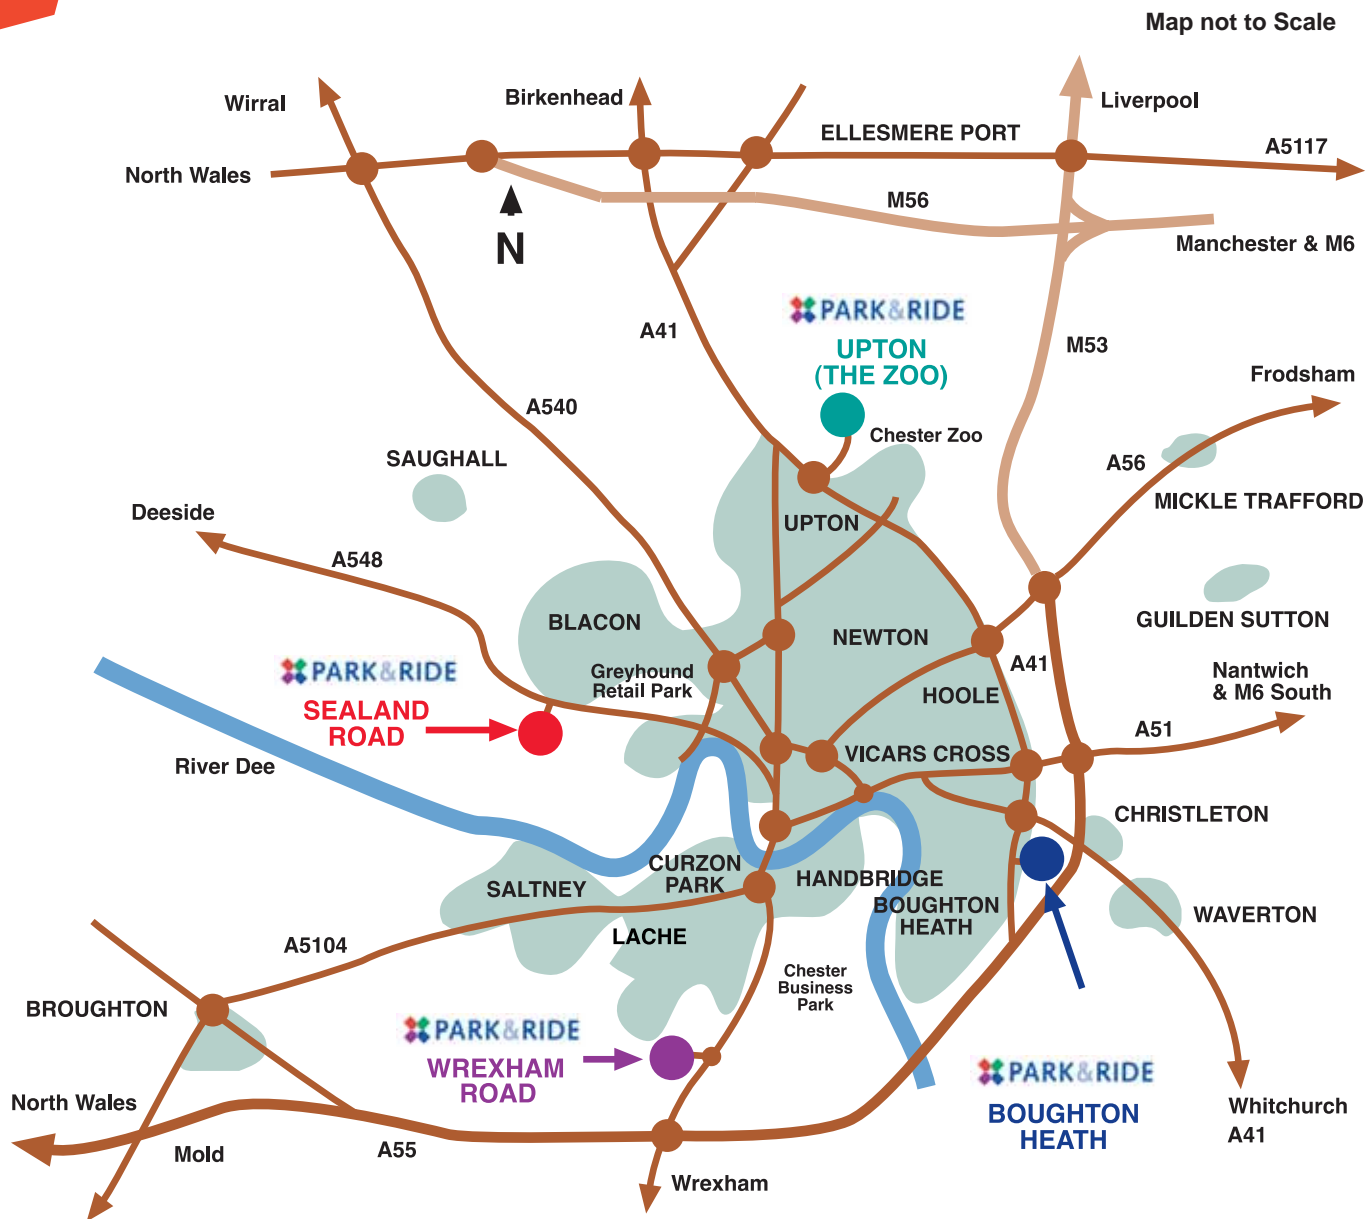 Map not to Scale
Wirral
Birkenhead
Liverpool
ELLESMERE PORT
A5117
North Wales
M56
N
Manchester & M6
PARK&RIDE
UPTON
(THE ZOO)
A41
M53
Frodsham
A540
Chester Zoo
SAUGHALL
A56
MICKLE TRAFFORD
Deeside
UPTON
A548
BLACON
NEWTON
GUILDEN SUTTON
Greyhound
Retail Park
A41
Nantwich
& M6 South
PARK&RIDE
SEALAND
ROAD
HOOLE
A51
River Dee
VICARS CROSS
CHRISTLETON
CURZON
PARK
HANDBRIDGE
SALTNEY
BOUGHTON
HEATH
WAVERTON
LACHE
A5104
Chester
Business
Park
BROUGHTON
PARK&RIDE
WREXHAM
ROAD
PARK&RIDE
BOUGHTON
HEATH
North Wales
Mold
A55
Whitchurch
A41
Wrexham